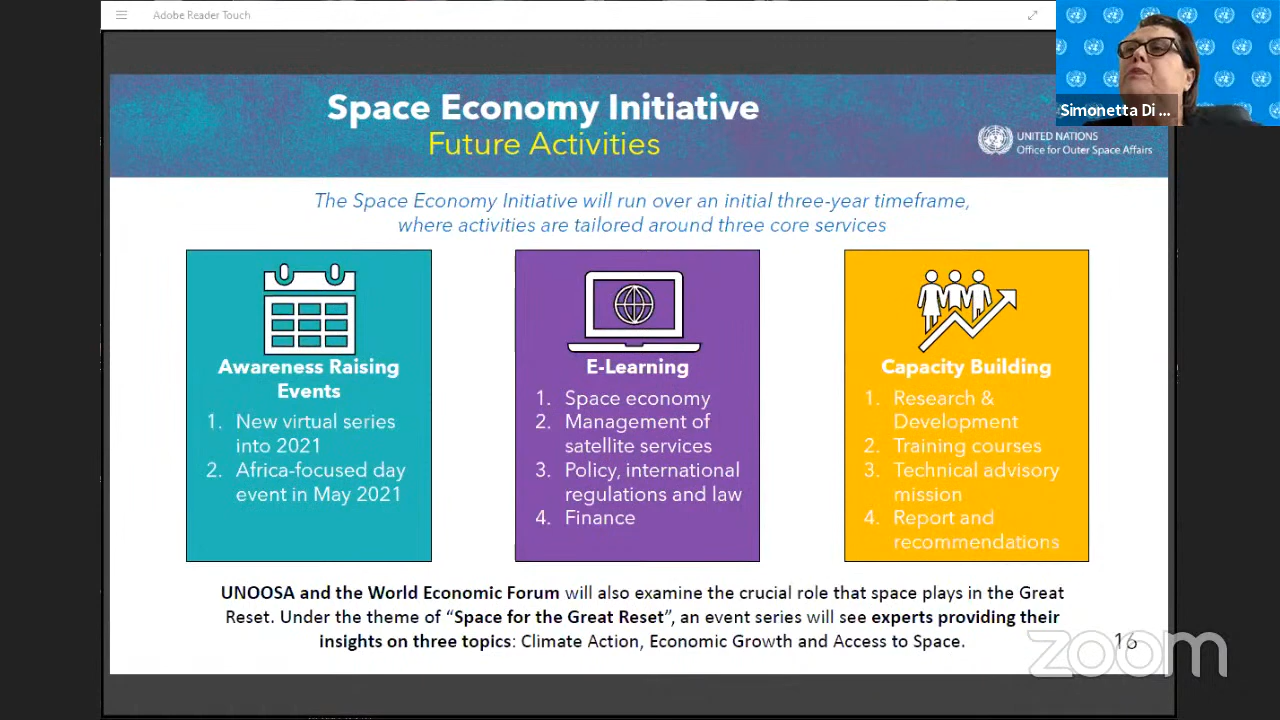 Adobe Reader Touch
Simonetta Di ...
Space Economy Initiative
Future Activities
UNITED NATIONS
Office for Outer Space Affairs
The Space Economy Initiative will run over an initial three-year timeframe,
where activities are tailored around three core services
Awareness Raising
Events
1. New virtual series
into 2021
2. Africa-focused day
event in May 2021
E-Learning
1. Space economy
2. Management of
satellite services
3. Policy, international
regulations and law
4. Finance
Capacity Building
1. Research &
Development
2. Training courses
3. Technical advisory
mission
4. Report and
recommendations
UNOOSA and the World Economic Forum will also examine the crucial role that space plays in the Great
Reset. Under the theme of “Space for the Great Reset”, an event series will see experts providing their
insights on three topics: Climate Action, Economic Growth and Access to Space.
16
zoom